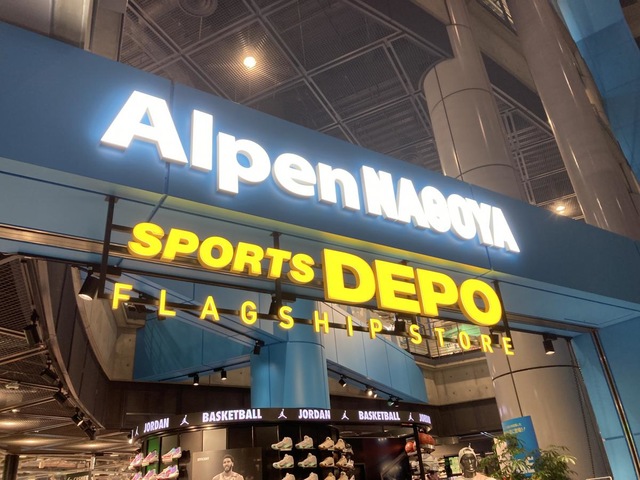 Alpen NAGOYA
SPORTS DEPO
FLAGSHIP STORE
JORDAN BASKETBALL JORDAN BASKETBALL JORDAN